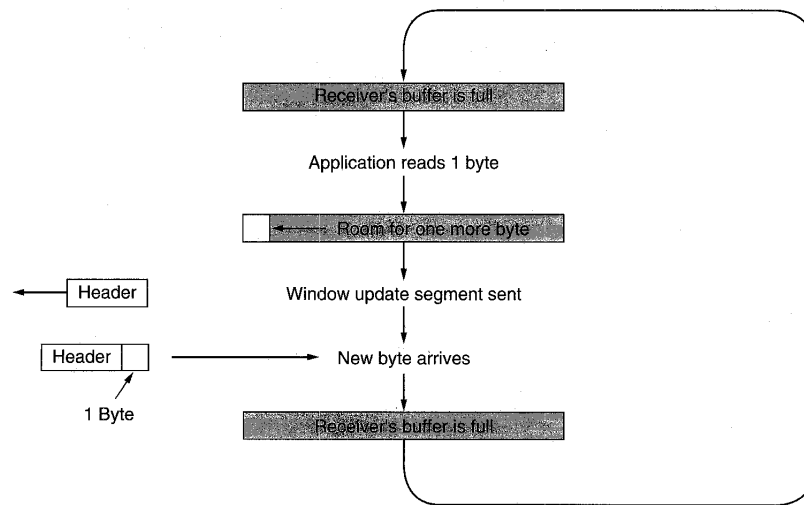 Receiver's buffer is full
Application reads 1 byte
Room for one more byte
Header
Window update segment sent
Header
New byte arrives
1 Byte
Receiver's buffer is full